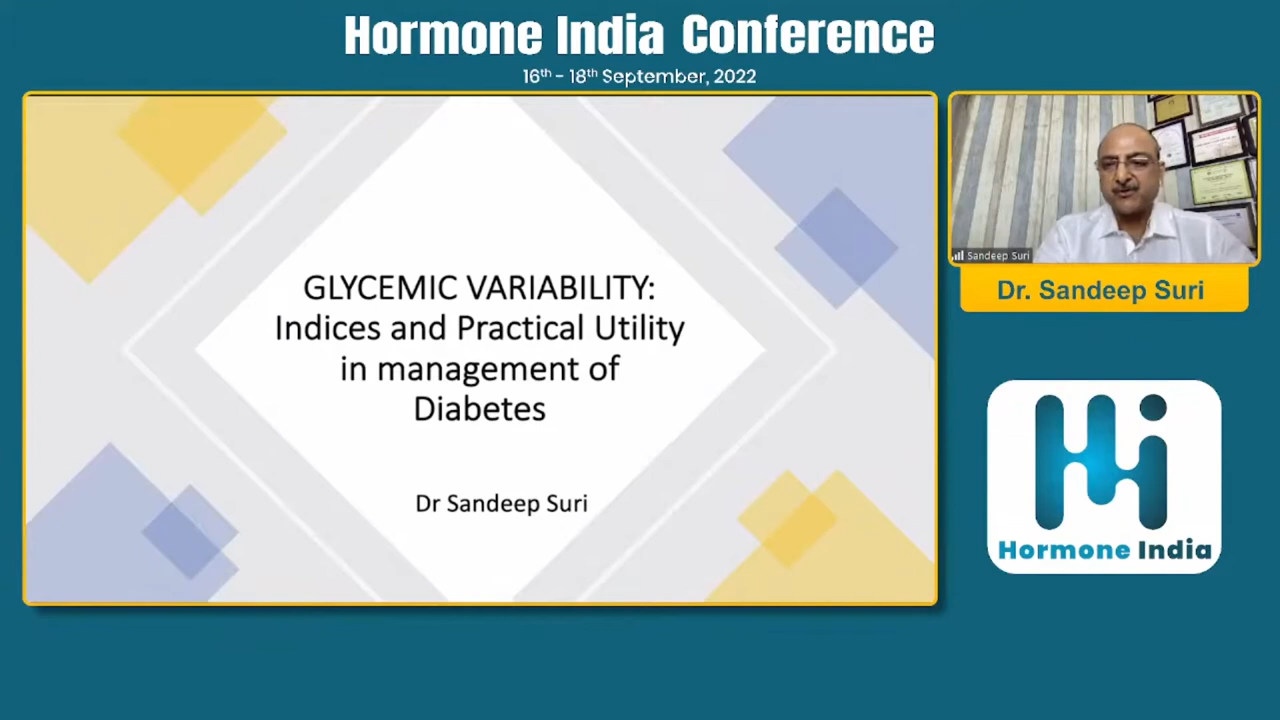 Hormone India Conference
16th - 18th September, 2022
GLYCEMIC VARIABILITY:
Indices and Practical Utility
in management of
Diabetes
Dr Sandeep Suri
Sandeep Suri
Dr. Sandeep Suri
Hi
Hormone India